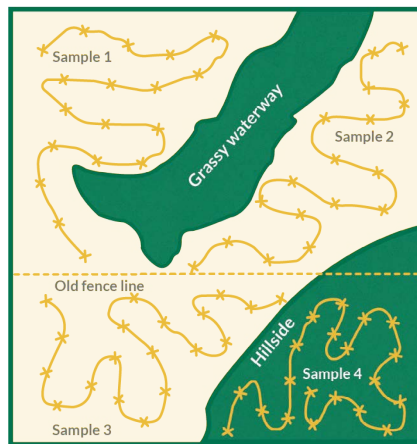 Sample 1
Grassy waterway
Sample 2
Old fence line
Hillside
Sample 4
Sample 3